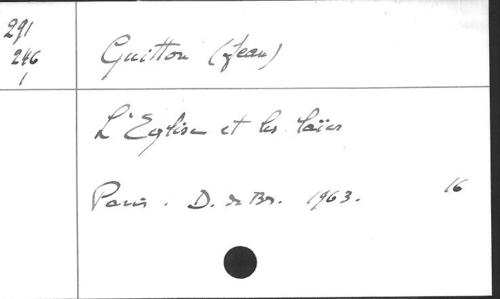 291
246
1
Guitton (Jean)
L'Eglise et les laïcs
Paris. D. de Br. 1963. 16